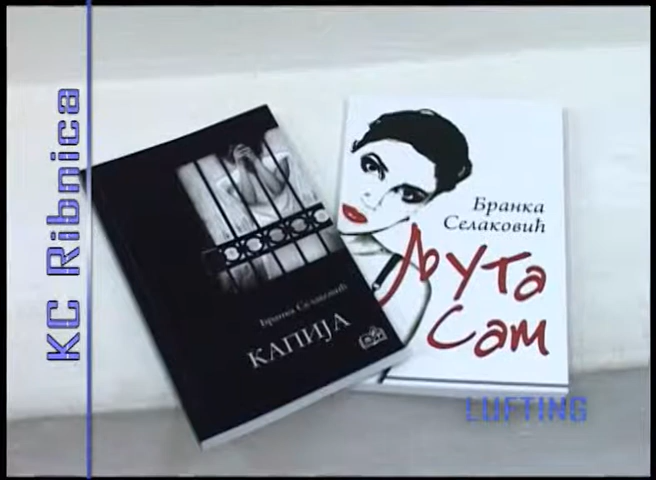 KC Ribnica
Бранка Селаковић
КАПИЈА
Бранка
Селаковић
Љута
Сам
LUFTING